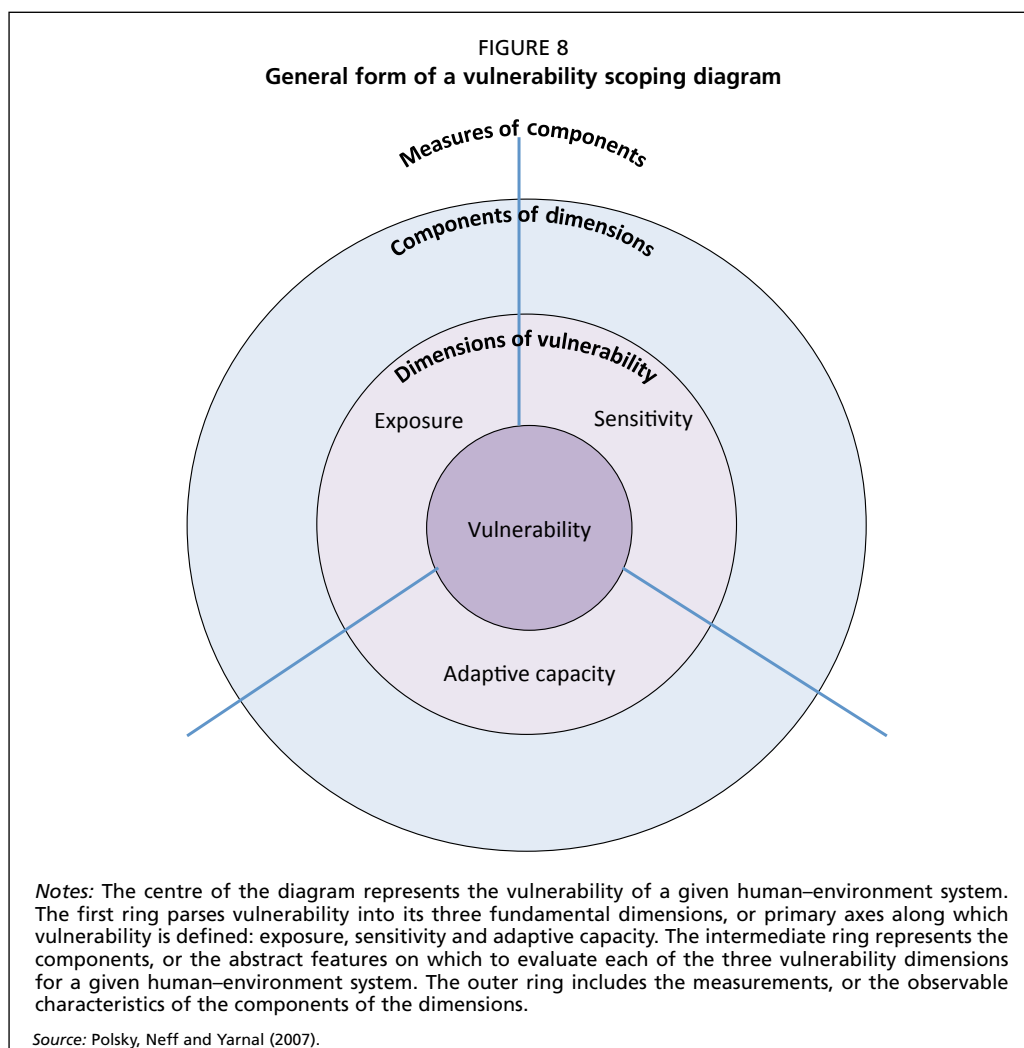 FIGURE 8
General form of a vulnerability scoping diagram
Measures of components
Components of dimensions
Dimensions of vulnerability
Exposure
Sensitivity
Vulnerability
Adaptive capacity
Notes: The centre of the diagram represents the vulnerability of a given human–environment system.
The first ring parses vulnerability into its three fundamental dimensions, or primary axes along which
vulnerability is defined: exposure, sensitivity and adaptive capacity. The intermediate ring represents the
components, or the abstract features on which to evaluate each of the three vulnerability dimensions
for a given human–environment system. The outer ring includes the measurements, or the observable
characteristics of the components of the dimensions.
Source: Polsky, Neff and Yarnal (2007).